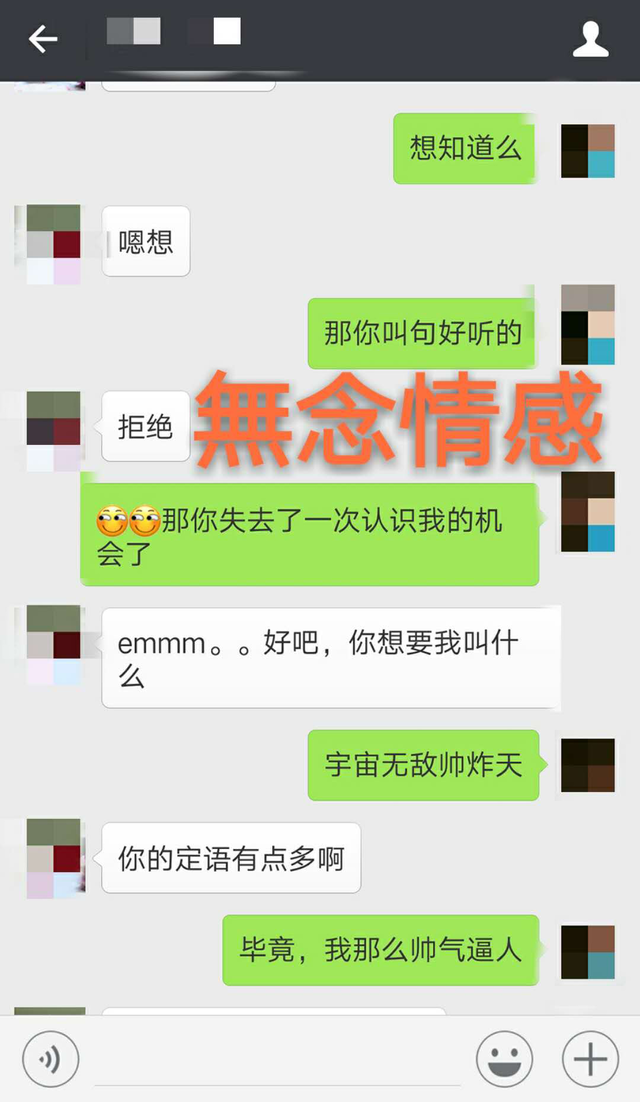 想知道么
嗯想
那你叫句好听的
拒绝
無念情感
那你失去了一次认识我的机
会了
emmm。。好吧，你想要我叫什
么
宇宙无敌帅炸天
你的定语有点多啊
毕竟，我那么帅气逼人